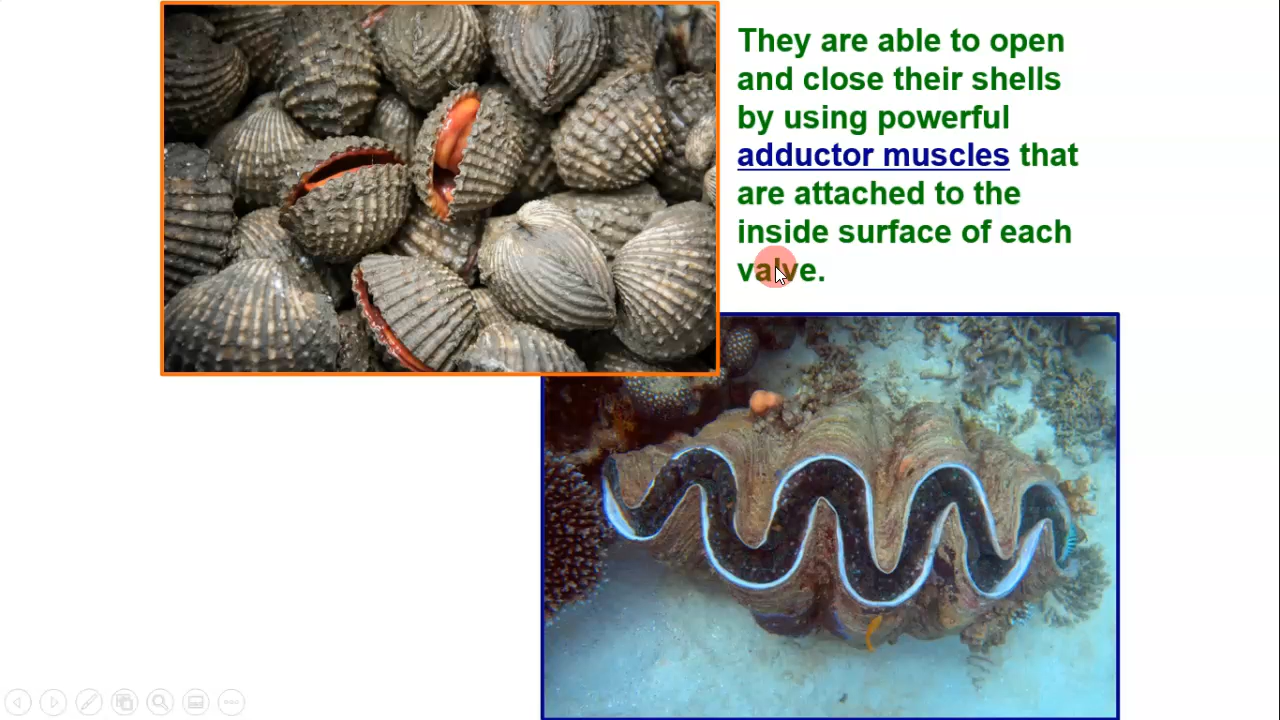 They are able to open
and close their shells
by using powerful
adductor muscles that
are attached to the
inside surface of each
valve.